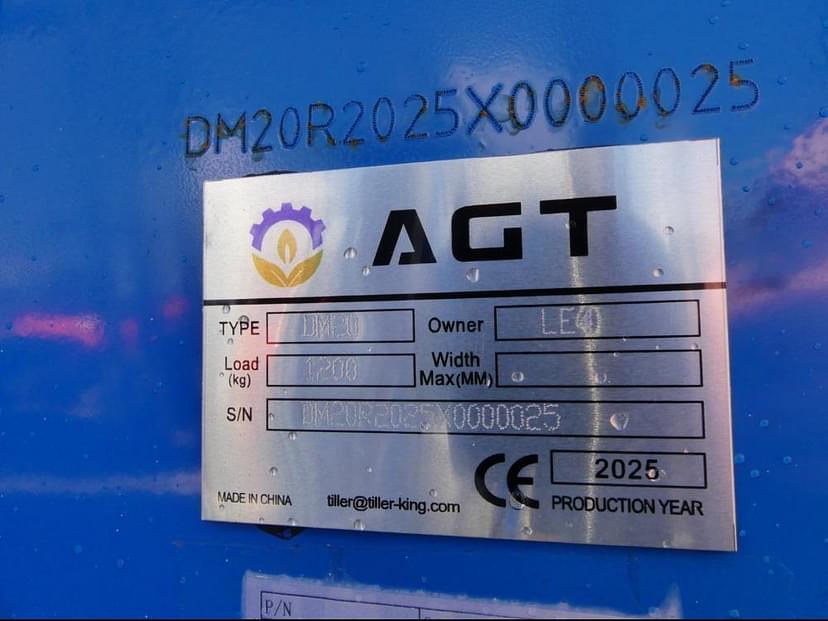 DM20R2025X0000025
AGT
TYPE DM20 Owner LE4
Load (kg) 1200 Width Max(MM)
S/N DM20R2025X0000025
CE 2025
MADE IN CHINA tiller@tiller-king.com PRODUCTION YEAR
P/N